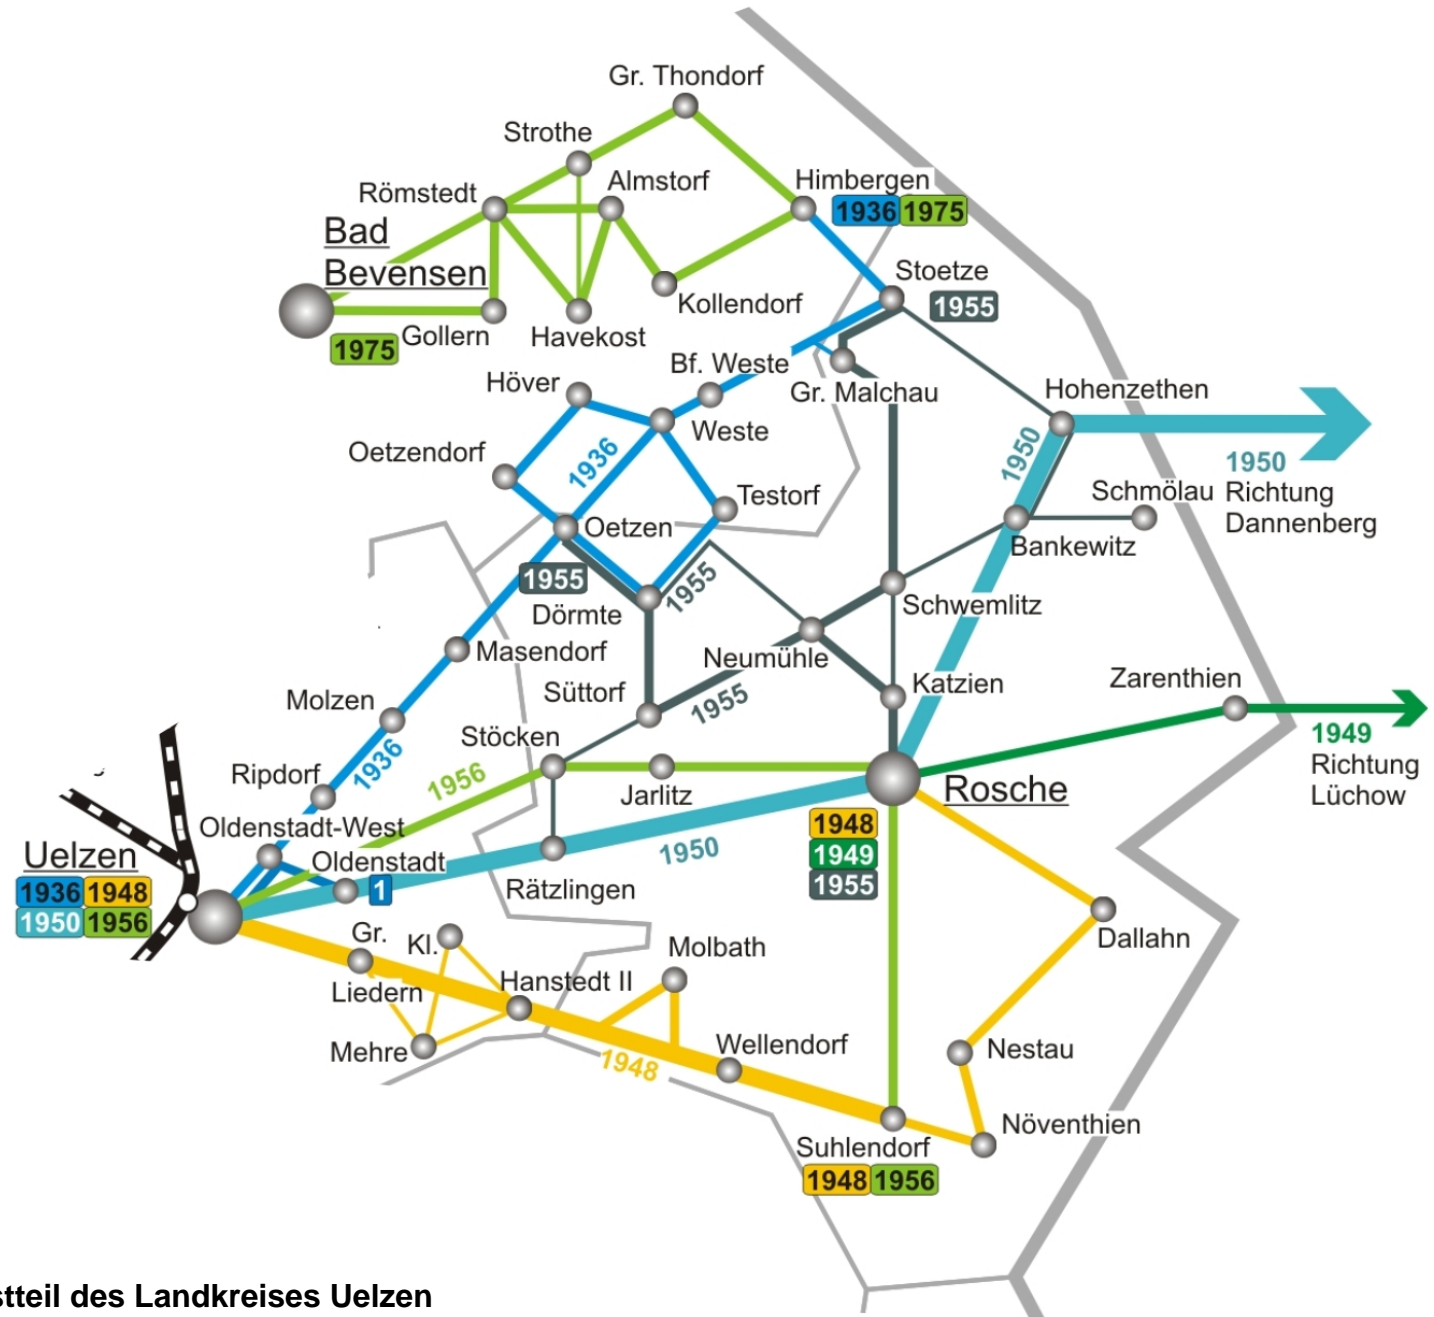 Gr. Thondorf
Strothe
Römstedt
Almstorf
Himbergen
1936 1975
Bad
Bevensen
1975
Gollern
Havekost
Kollendorf
Stoetze
1955
Bf. Weste
Gr. Malchau
Höver
Weste
Hohenzethen
Oetzendorf
1936
1950
1950
Richtung
Dannenberg
Schmölau
Testorf
Oetzen
Bankewitz
1955
1955
Dörmte
Schwemlitz
Masendorf
Neumühle
Süttorf
1955
Katzien
Zarenthien
Molzen
1936
Stöcken
1949
Richtung
Lüchow
Ripdorf
1956
Jarlitz
Rosche
1948
1949
1955
Oldenstadt-West
Oldenstadt
1
1950
Uelzen
1936 1948
1950 1956
Rätzlingen
Gr.
Liedern
Kl.
Hanstedt II
Molbath
Dallahn
Mehre
1948
Wellendorf
Nestau
Növenthien
Suhlendorf
1948 1956
stteil des Landkreises Uelzen